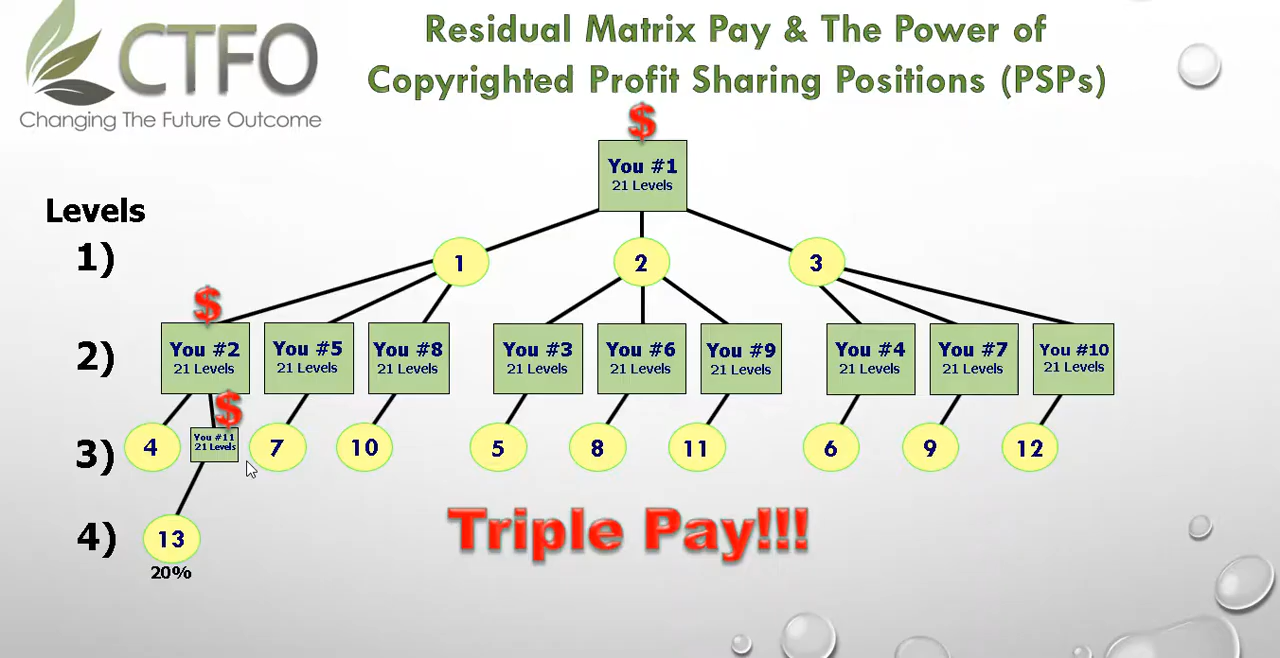 CTFO
Changing The Future Outcome
Residual Matrix Pay & The Power of
Copyrighted Profit Sharing Positions (PSPs)
$
You #1
21 Levels
Levels
1)
1
2
3
$
2)
You #2
21 Levels
You #5
21 Levels
You #8
21 Levels
You #3
21 Levels
You #6
21 Levels
You #9
21 Levels
You #4
21 Levels
You #7
21 Levels
You #10
21 Levels
$
3)
4
You #11
21 Levels
7
10
5
8
11
6
9
12
4)
13
20%
Triple Pay!!!